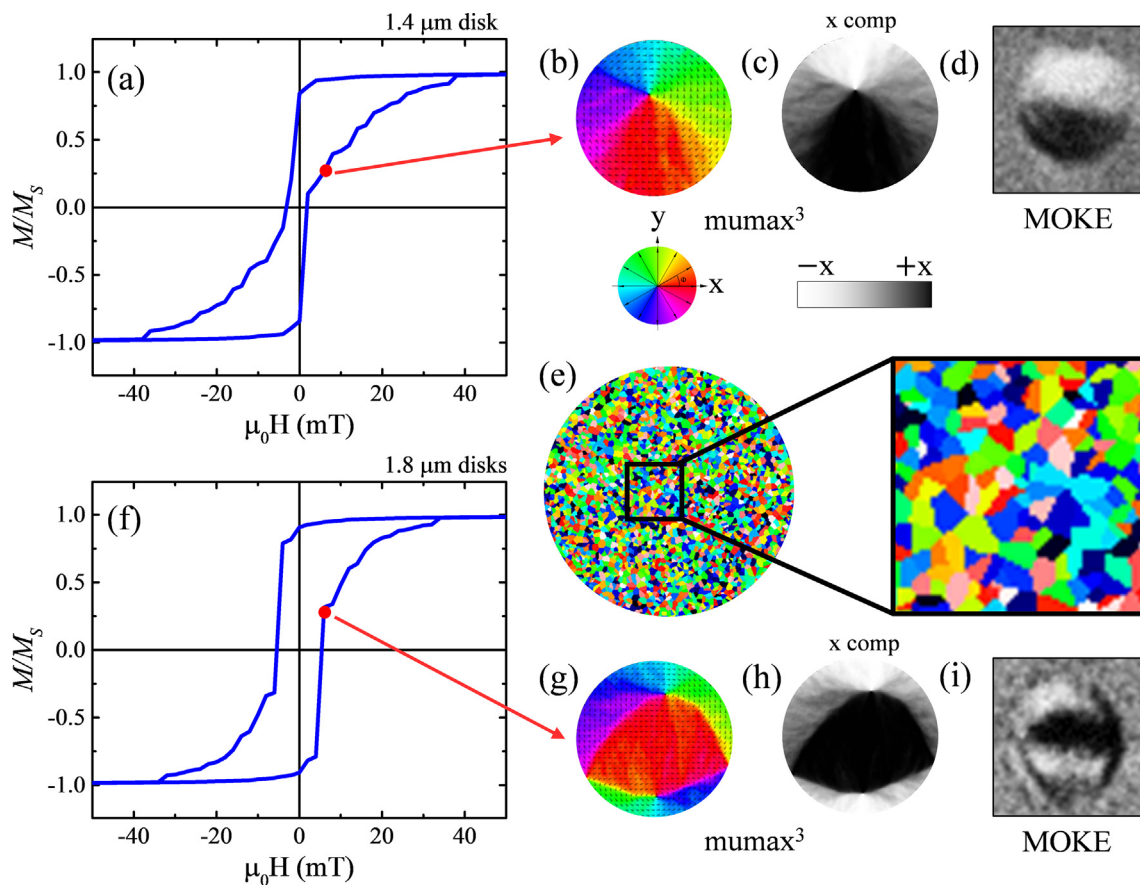 1.4 μm disk
(a)
1.0
0.5
0.0
-0.5
-1.0
M/M_S
-40 -20 0 20 40
μ₀H (mT)
(b)
x comp
(c)
(d)
mumax³
MOKE
y
x
Φ
−x +x
(e)
1.8 μm disks
(f)
1.0
0.5
0.0
-0.5
-1.0
M/M_S
-40 -20 0 20 40
μ₀H (mT)
(g)
x comp
(h)
(i)
mumax³
MOKE